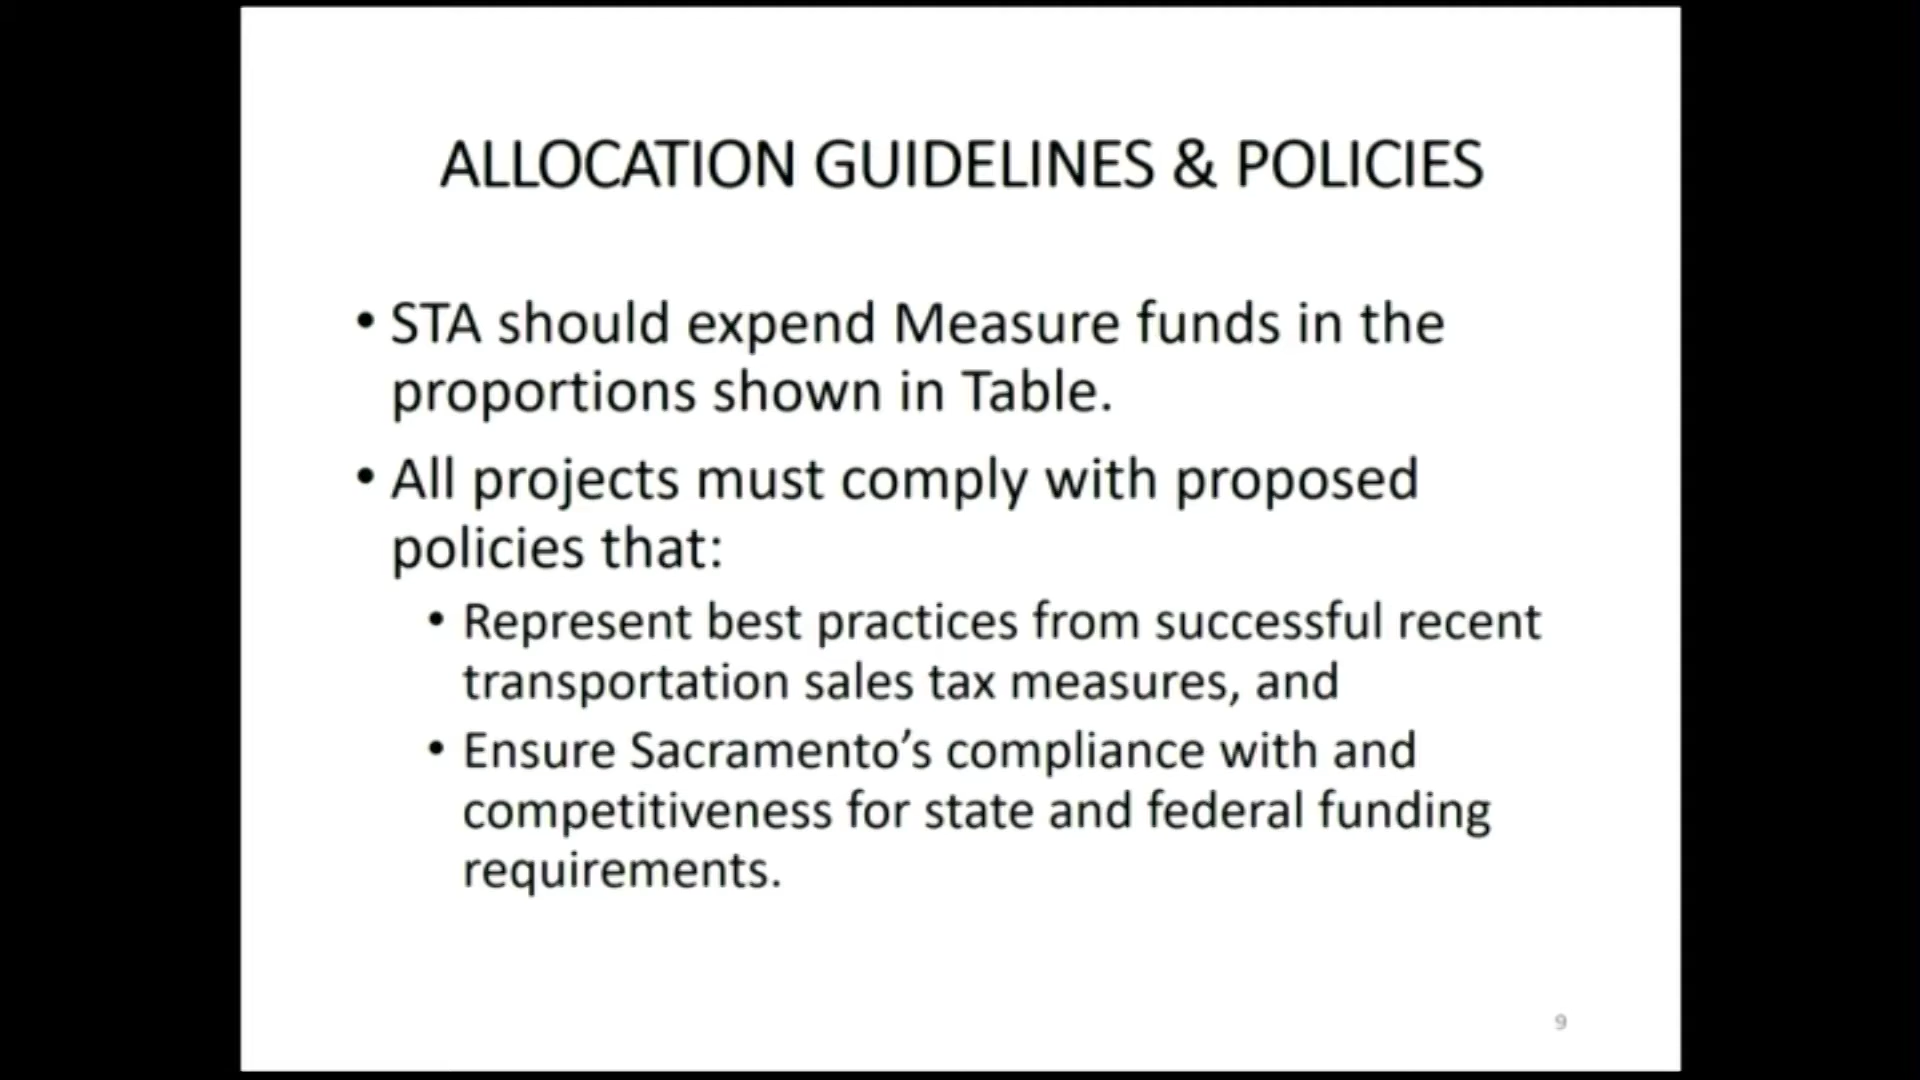 ALLOCATION GUIDELINES & POLICIES
• STA should expend Measure funds in the
proportions shown in Table.
• All projects must comply with proposed
policies that:
• Represent best practices from successful recent
transportation sales tax measures, and
• Ensure Sacramento’s compliance with and
competitiveness for state and federal funding
requirements.
9